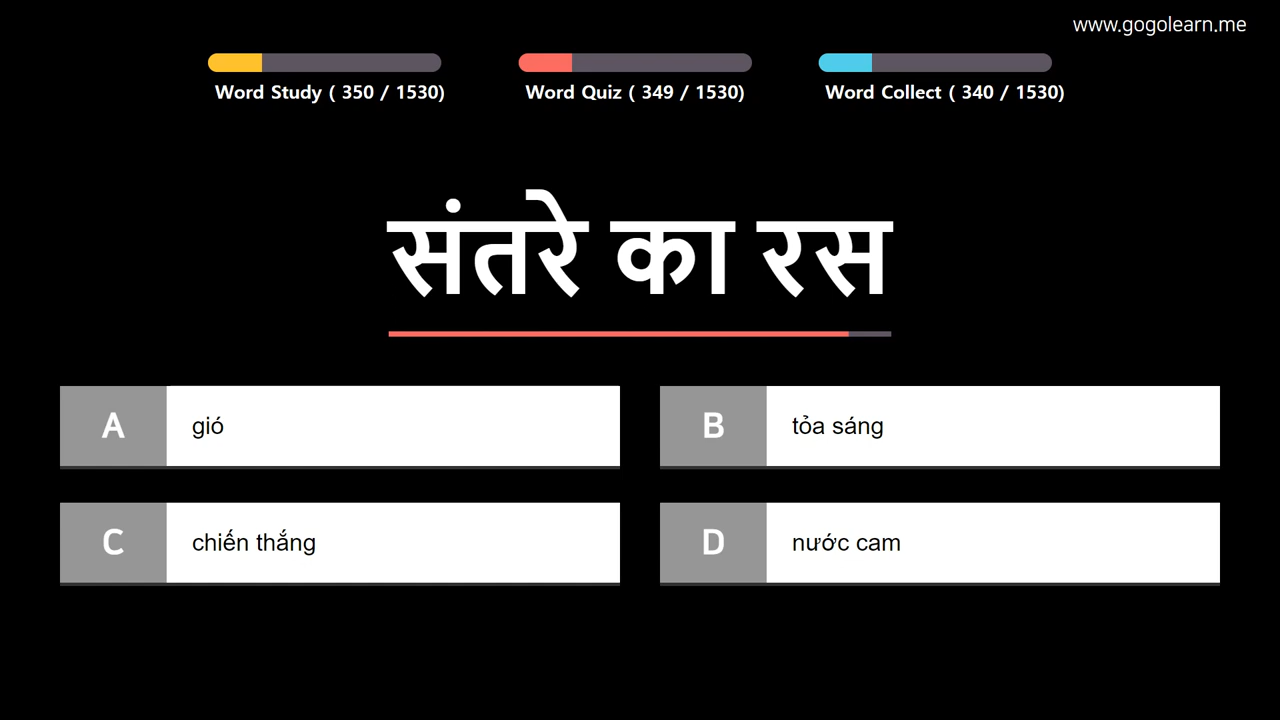 www.gogolearn.me
Word Study ( 350 / 1530)
Word Quiz ( 349 / 1530)
Word Collect ( 340 / 1530)
संतरे का रस
A
gió
B
tỏa sáng
C
chiến thắng
D
nước cam